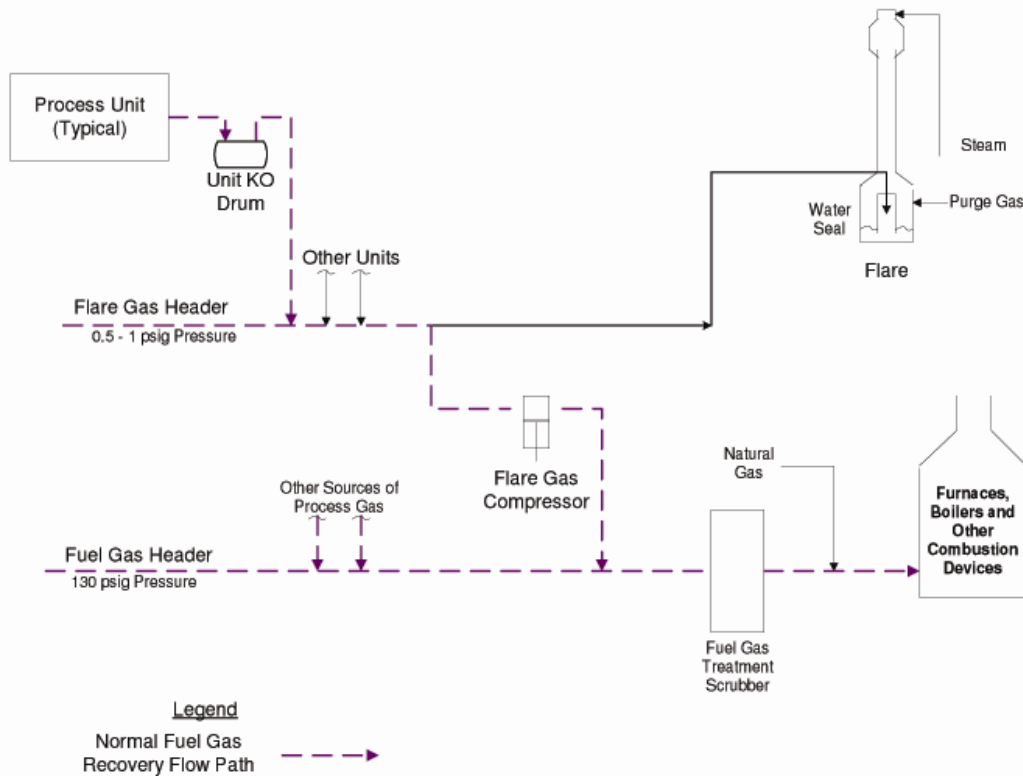 Process Unit
(Typical)
Unit KO
Drum
Steam
Purge Gas
Water
Seal
Flare
Other Units
Flare Gas Header
0.5 - 1 psig Pressure
Natural
Gas
Flare Gas
Compressor
Other Sources of
Process Gas
Furnaces,
Boilers and
Other
Combustion
Devices
Fuel Gas Header
130 psig Pressure
Fuel Gas
Treatment
Scrubber
Legend
Normal Fuel Gas
Recovery Flow Path